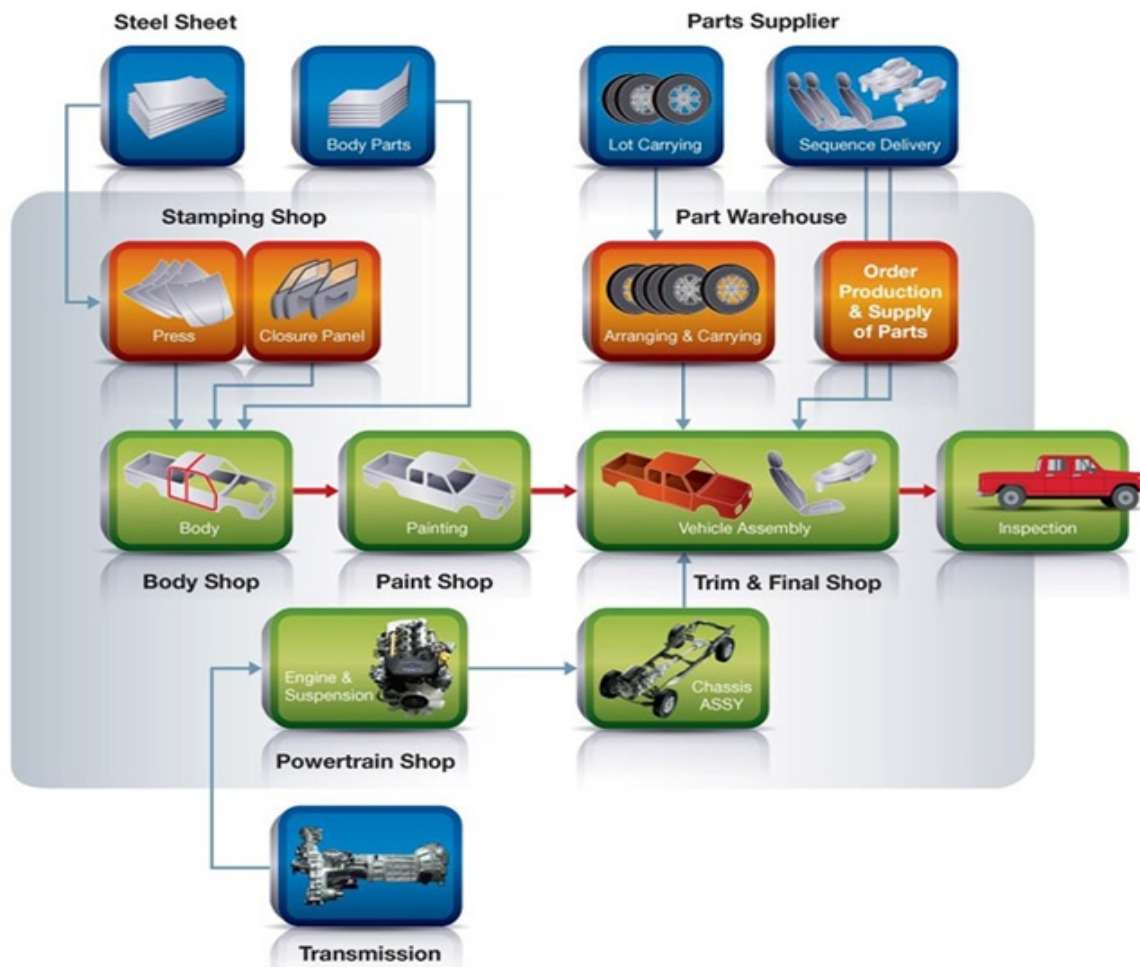 Steel Sheet
Parts Supplier
Body Parts
Lot Carrying
Sequence Delivery
Stamping Shop
Part Warehouse
Press
Closure Panel
Arranging & Carrying
Order
Production
& Supply
of Parts
Body
Painting
Vehicle Assembly
Inspection
Body Shop
Paint Shop
Trim & Final Shop
Engine &
Suspension
Chassis
ASSY
Powertrain Shop
Transmission